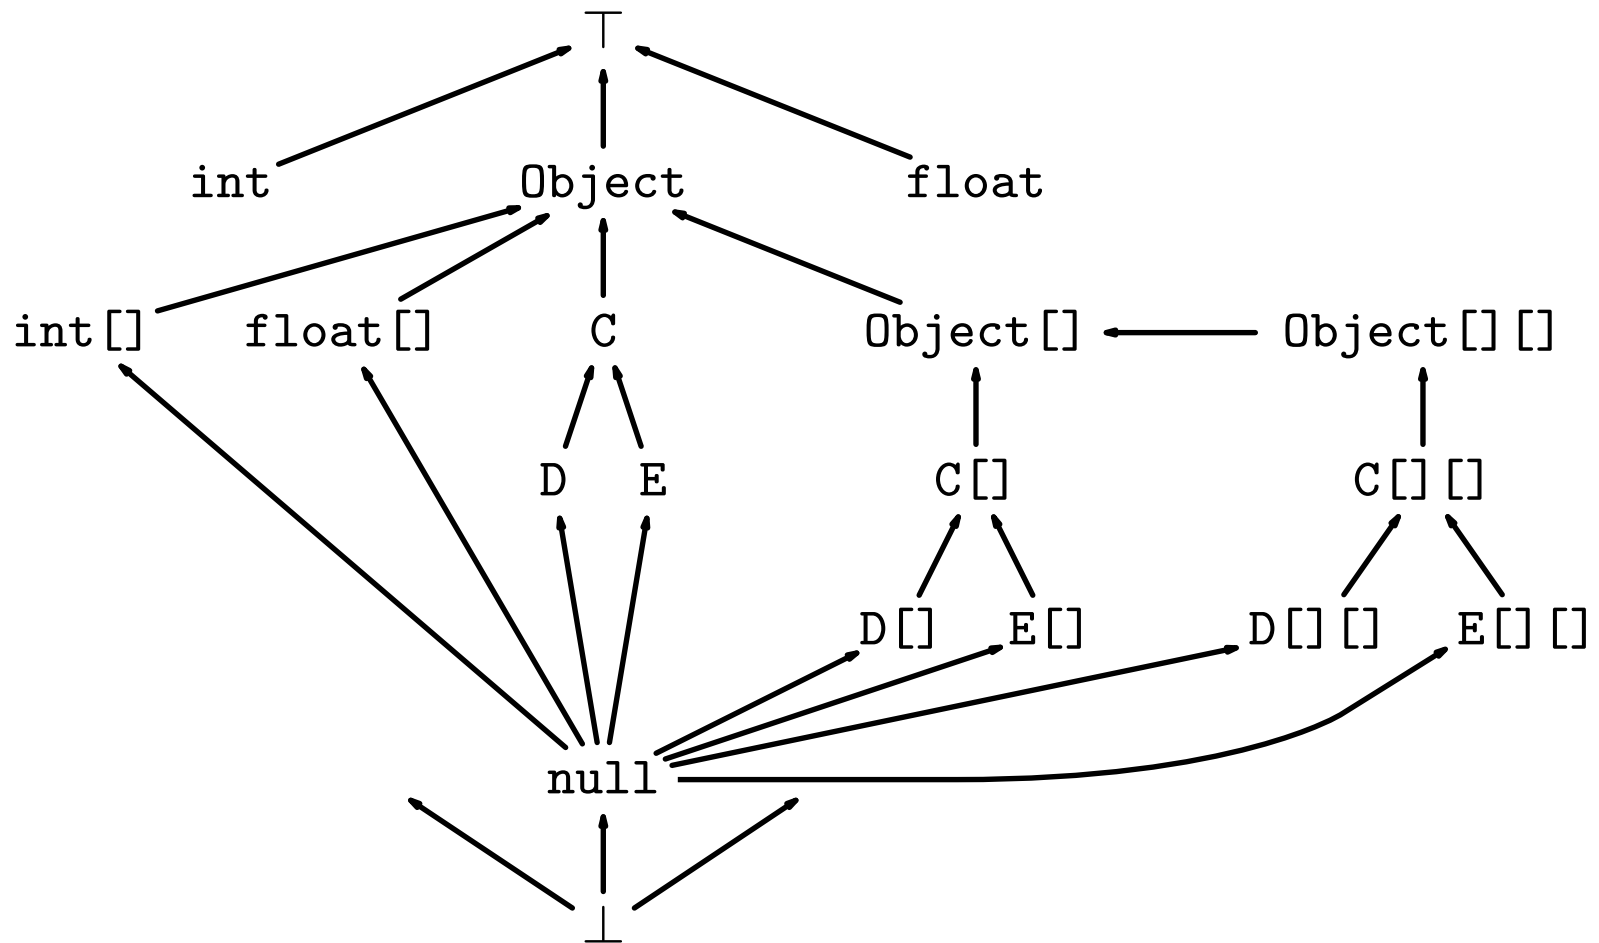 ⊤
int Object float
int[] float[] C Object[] Object[][]
D E C[] C[][]
D[] E[] D[][] E[][]
null
⊥